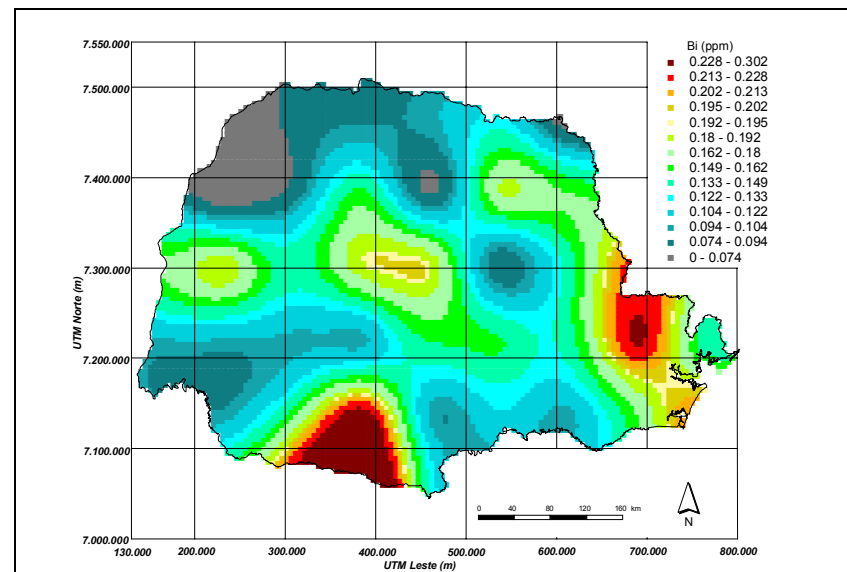 7.550.000
7.500.000
7.400.000
7.300.000
7.200.000
7.100.000
7.000.000
UTM Norte (m)
Bi (ppm)
0.228 - 0.302
0.213 - 0.228
0.202 - 0.213
0.195 - 0.202
0.192 - 0.195
0.18 - 0.192
0.162 - 0.18
0.149 - 0.162
0.133 - 0.149
0.122 - 0.133
0.104 - 0.122
0.094 - 0.104
0.074 - 0.094
0 - 0.074
0 40 80 120 160 km
N
130.000 200.000 300.000 400.000 500.000 600.000 700.000 800.000
UTM Leste (m)